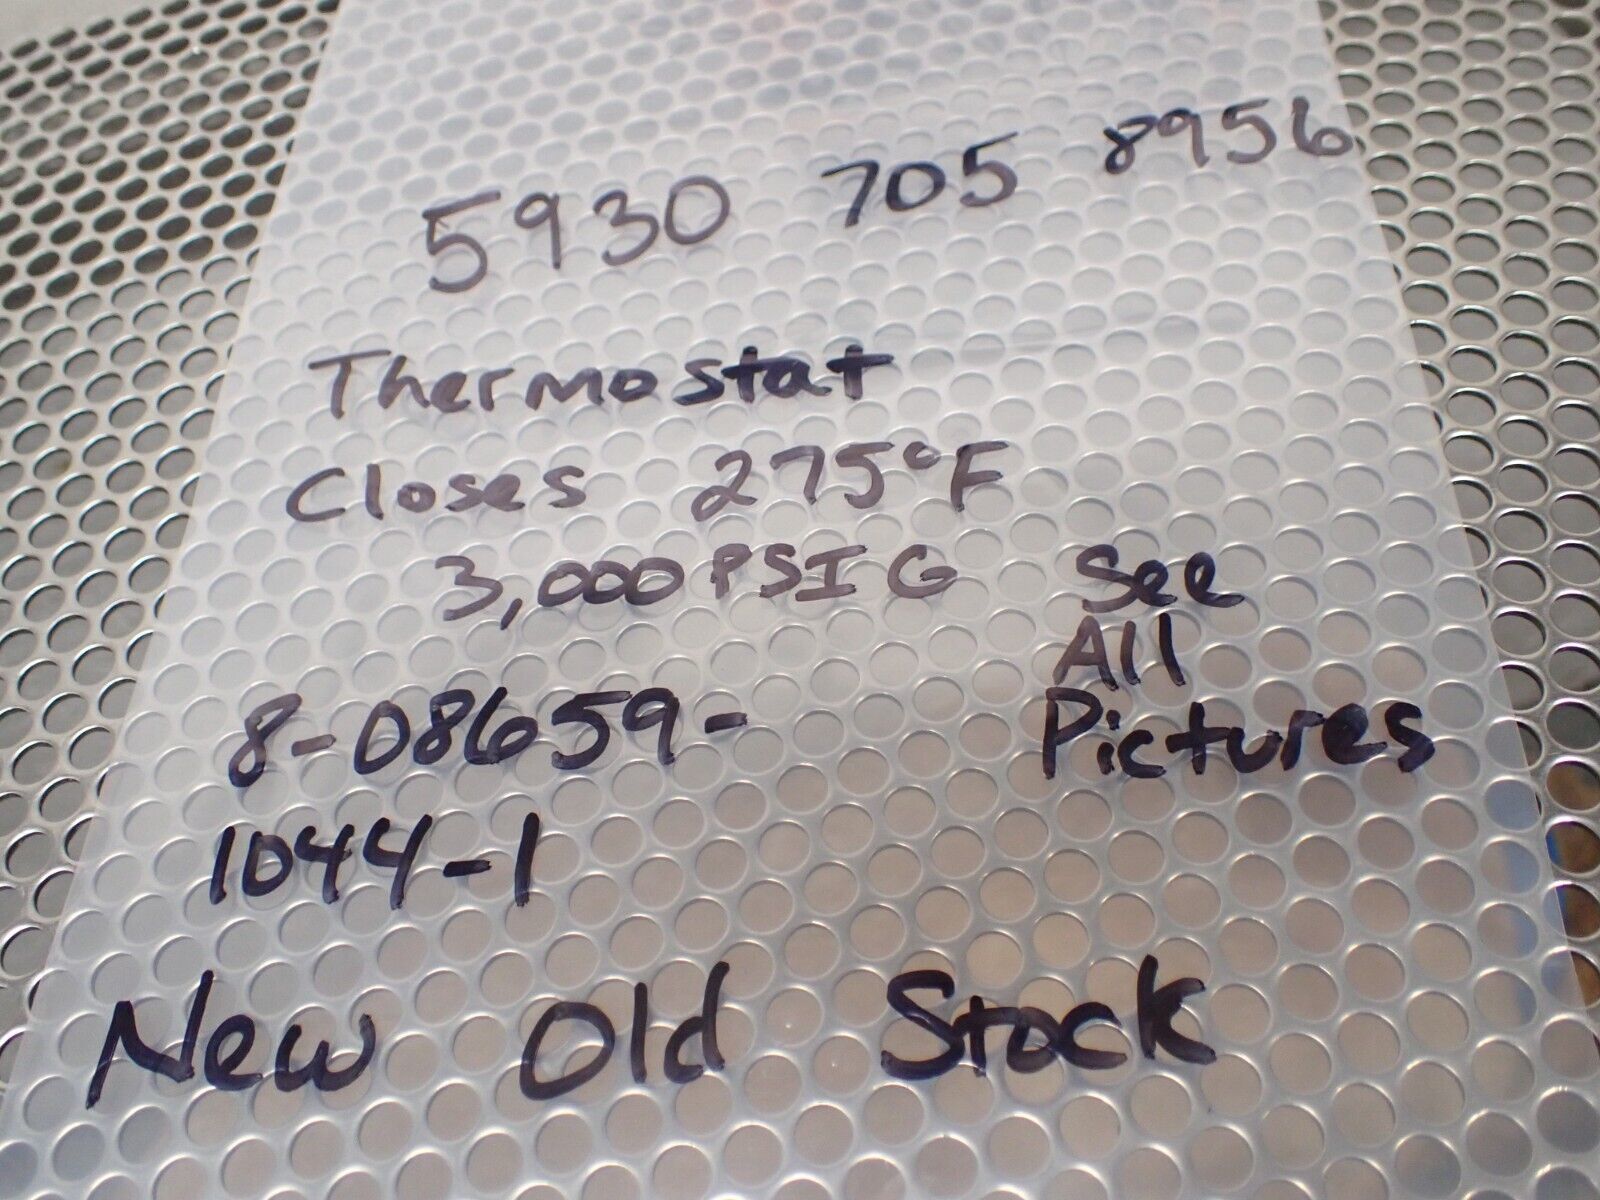 5930 705 8956
Thermostat
Closes 275°F
3,000 PSIG
See
All
Pictures
8-08659-
1044-1
New Old Stock